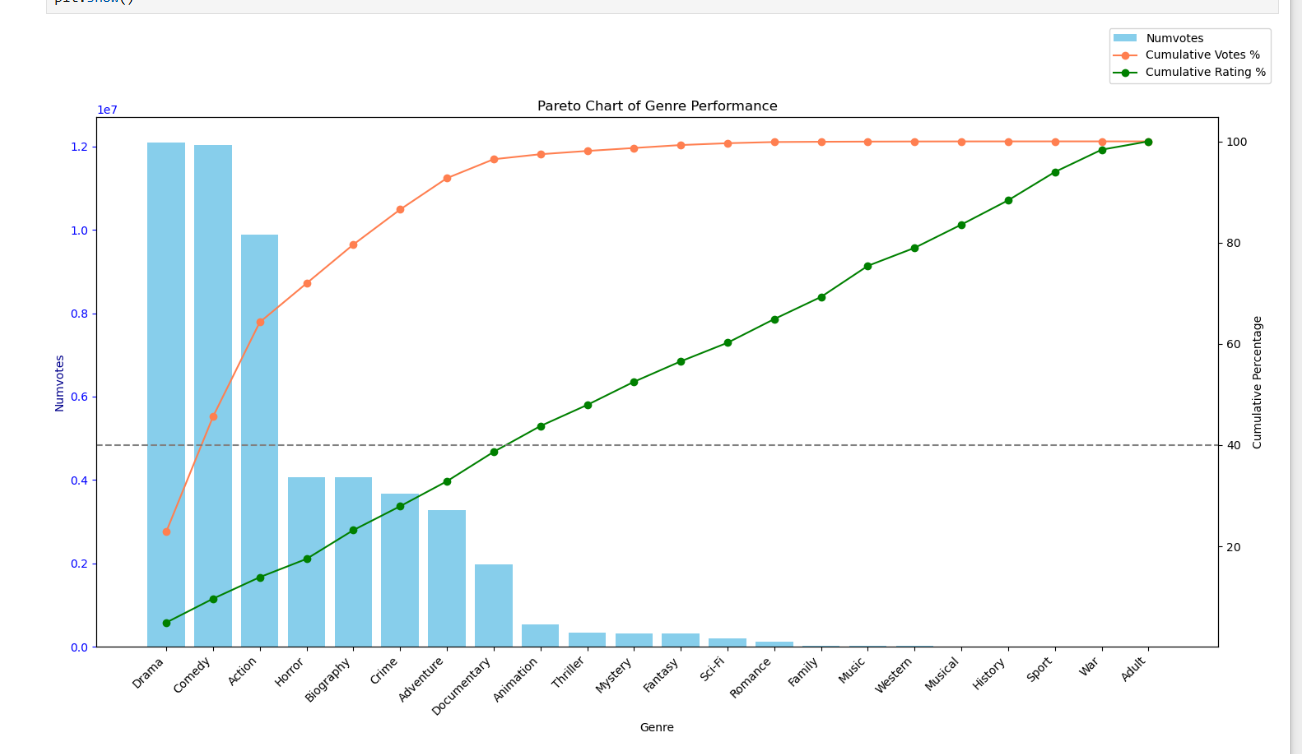 plt.show()
Numvotes
Cumulative Votes %
Cumulative Rating %
Pareto Chart of Genre Performance
1e7
1.2
1.0
0.8
0.6
0.4
0.2
0.0
Numvotes
100
80
60
40
20
Cumulative Percentage
Drama
Comedy
Action
Horror
Biography
Crime
Adventure
Documentary
Animation
Thriller
Mystery
Fantasy
Sci-Fi
Romance
Family
Music
Western
Musical
History
Sport
War
Adult
Genre